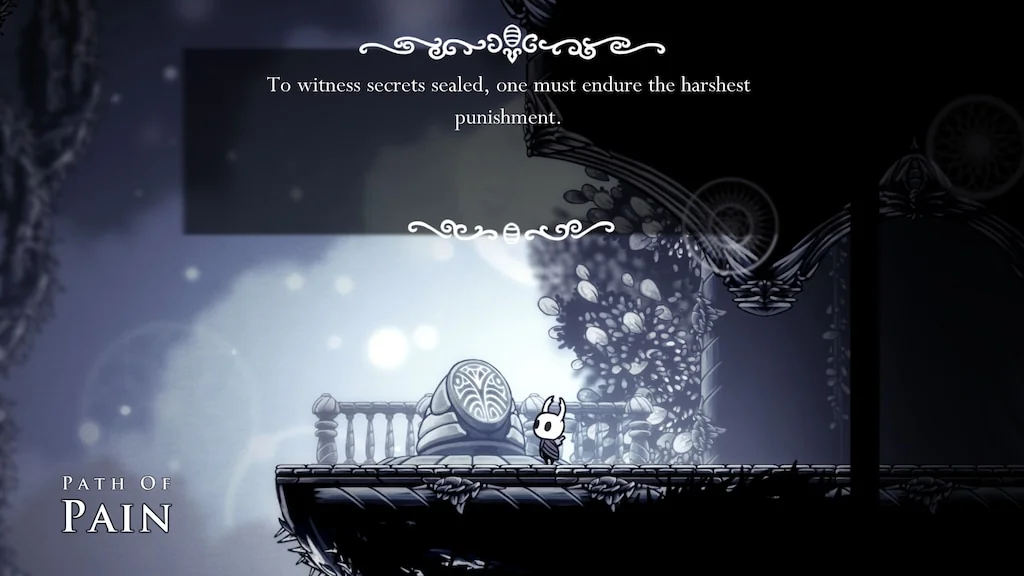 To witness secrets sealed, one must endure the harshest
punishment.
Path Of
Pain